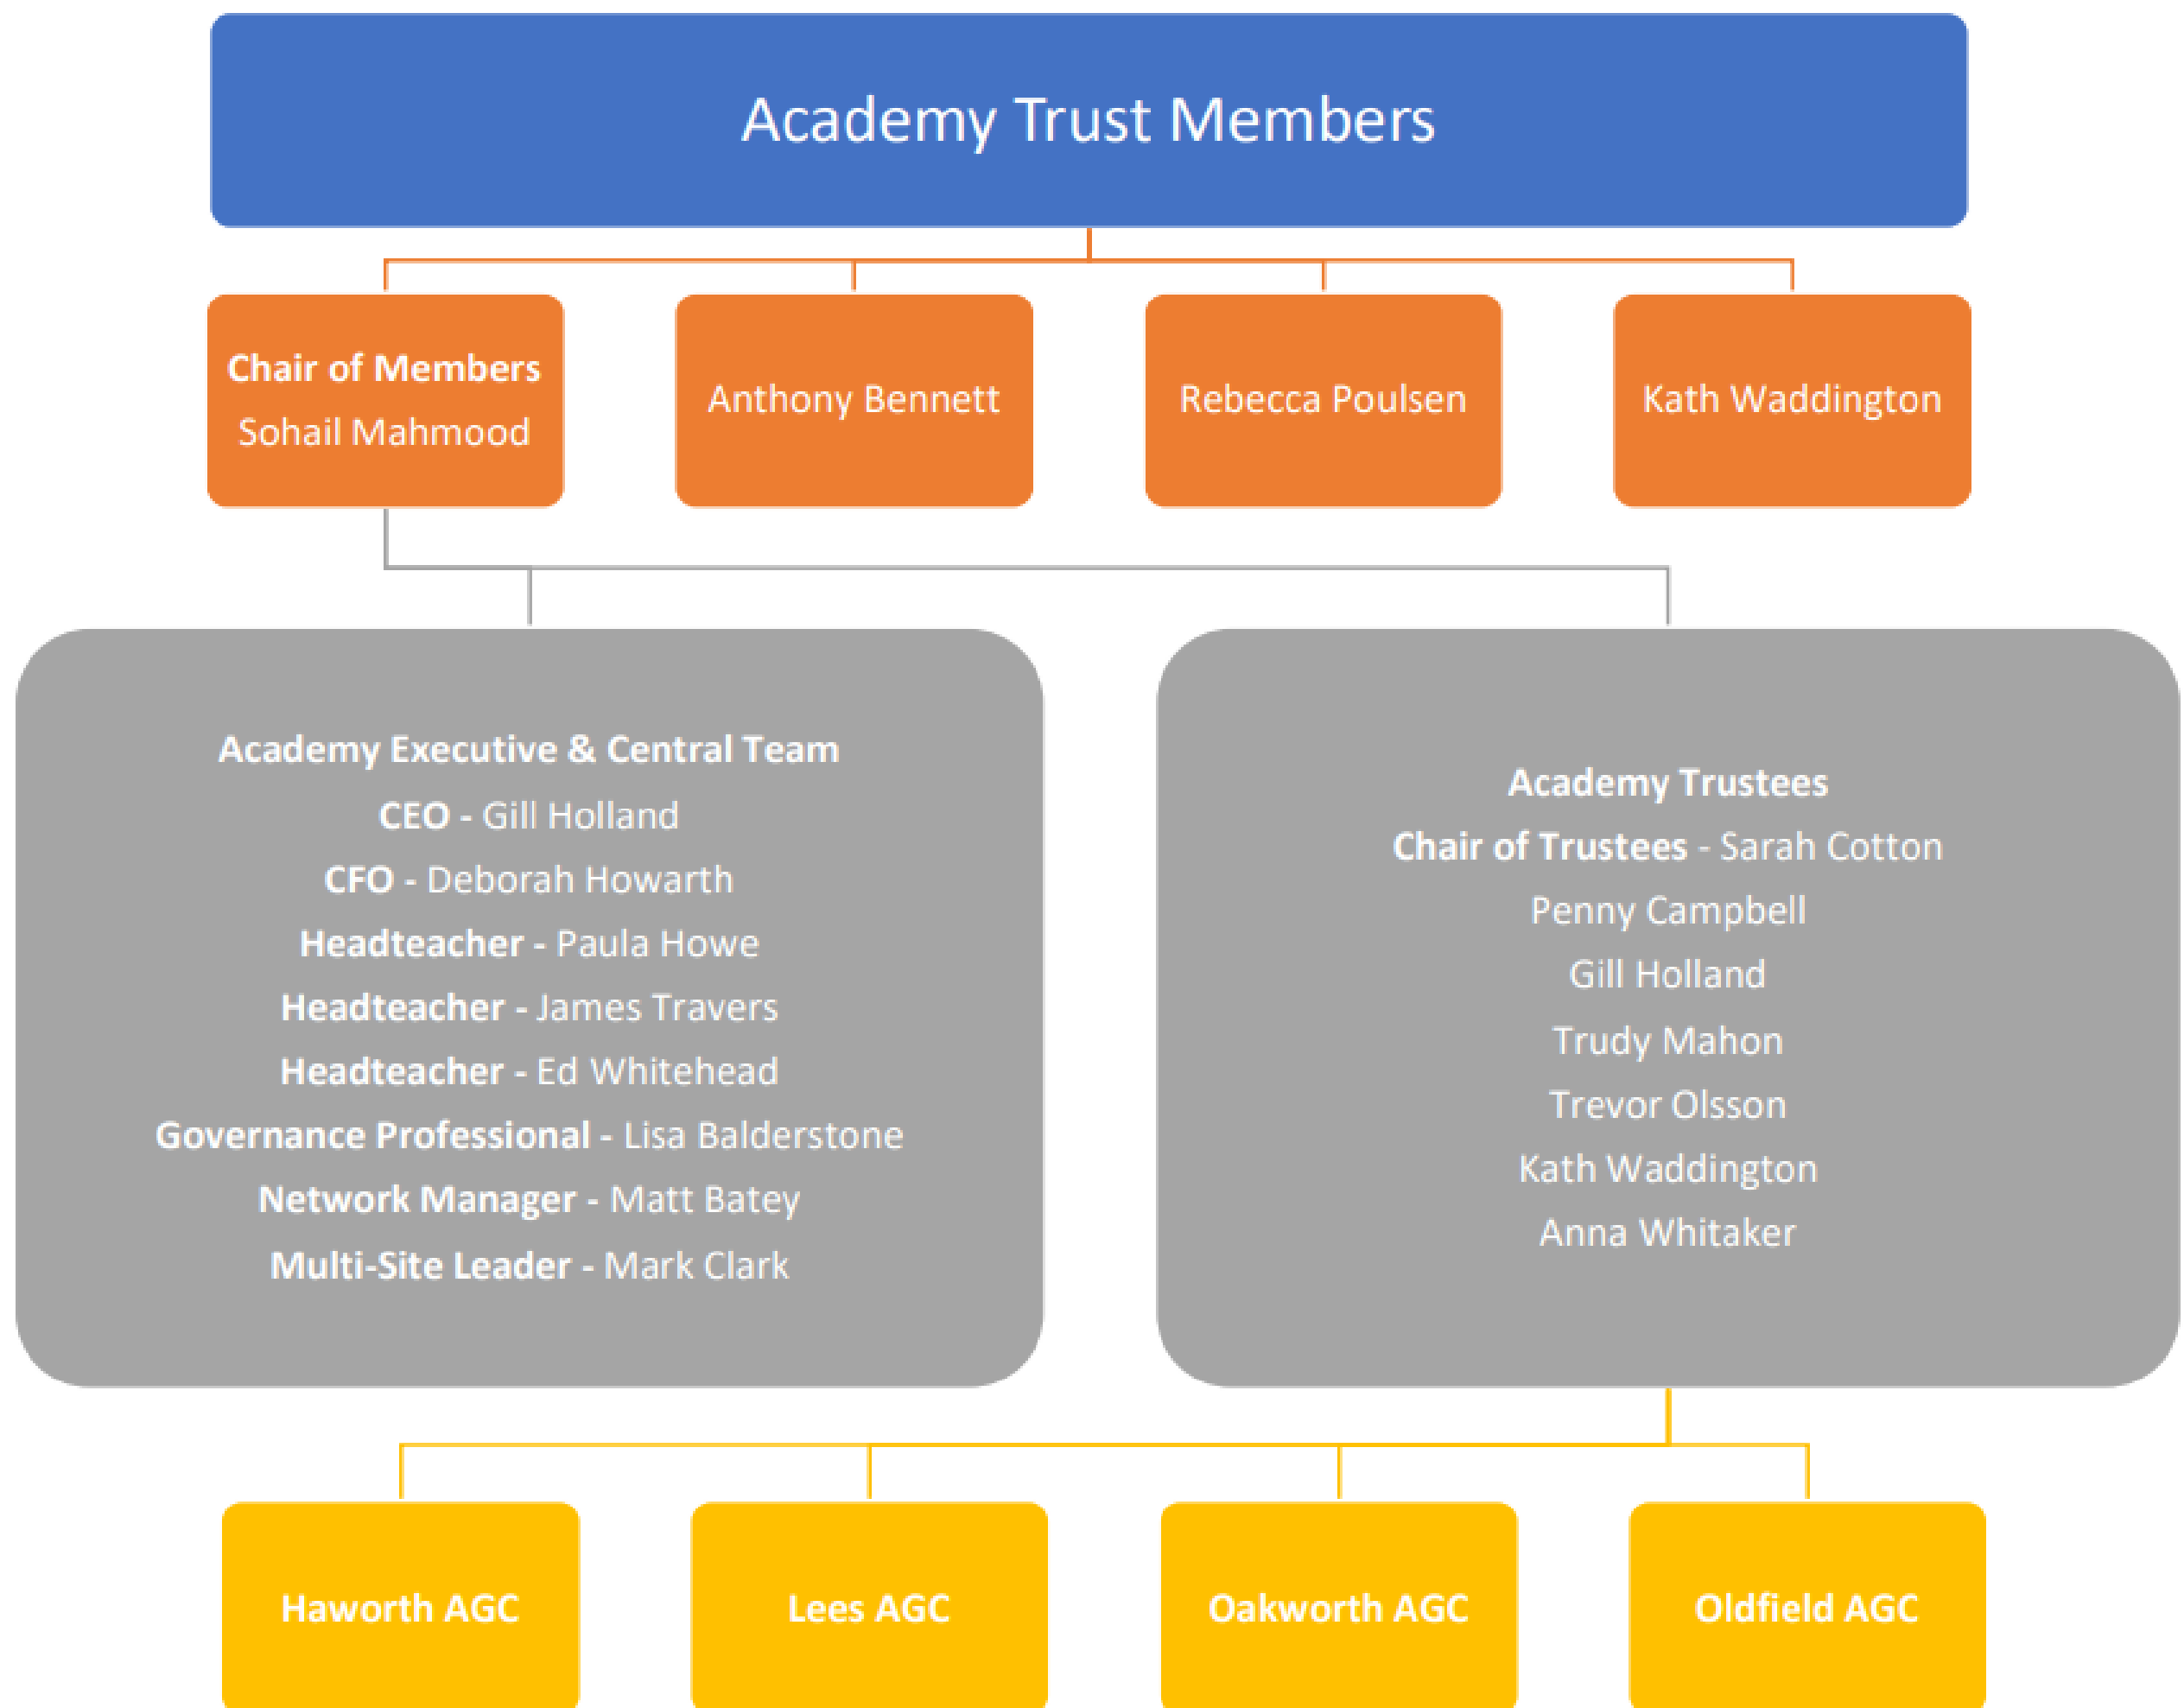 Academy Trust Members
Chair of Members
Sohail Mahmood
Anthony Bennett
Rebecca Poulsen
Kath Waddington
Academy Executive & Central Team
CEO - Gill Holland
CFO - Deborah Howarth
Headteacher - Paula Howe
Headteacher - James Travers
Headteacher - Ed Whitehead
Governance Professional - Lisa Balderstone
Network Manager - Matt Batey
Multi-Site Leader - Mark Clark
Academy Trustees
Chair of Trustees - Sarah Cotton
Penny Campbell
Gill Holland
Trudy Mahon
Trevor Olsson
Kath Waddington
Anna Whitaker
Haworth AGC
Lees AGC
Oakworth AGC
Oldfield AGC